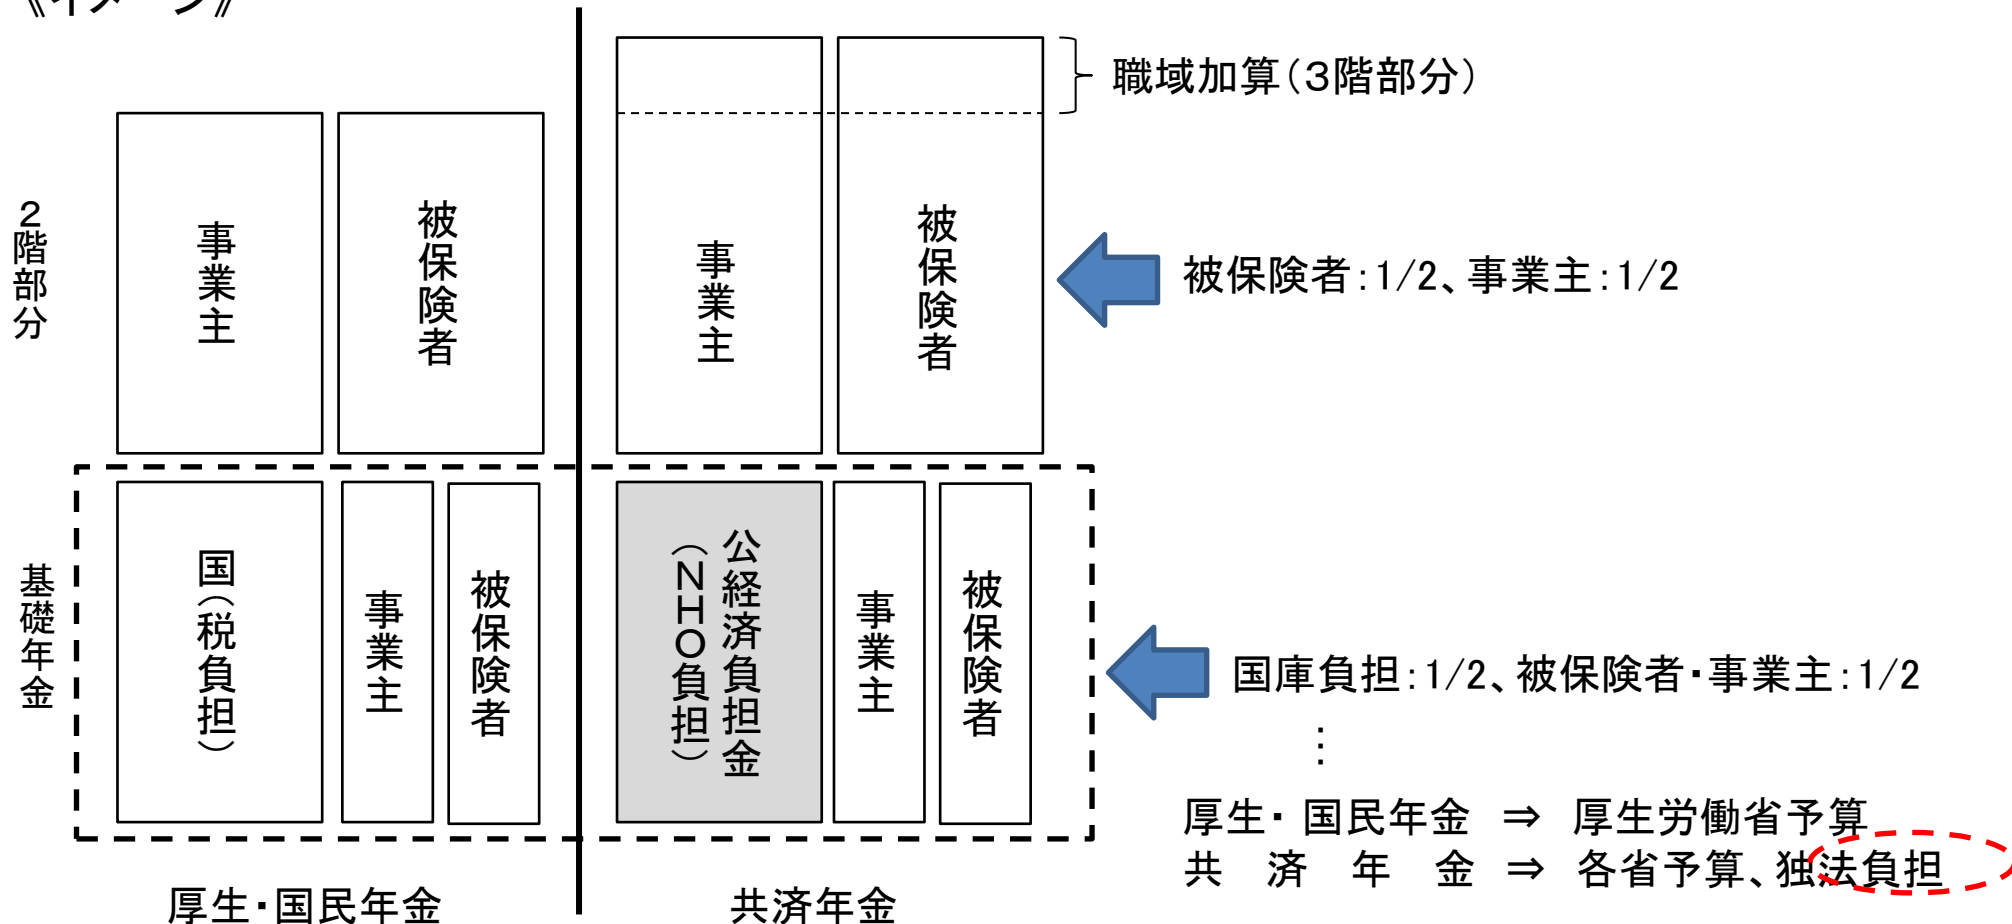 《イメージ》
職域加算（３階部分）
２階部分
事業主
被保険者
事業主
被保険者
被保険者：1/2、事業主：1/2
基礎年金
国（税負担）
事業主
被保険者
公経済負担金
（ＮＨＯ負担）
事業主
被保険者
国庫負担：1/2、被保険者・事業主：1/2
…
厚生・国民年金 ⇒ 厚生労働省予算
共 済 年 金 ⇒ 各省予算、独法負担
厚生・国民年金
共済年金